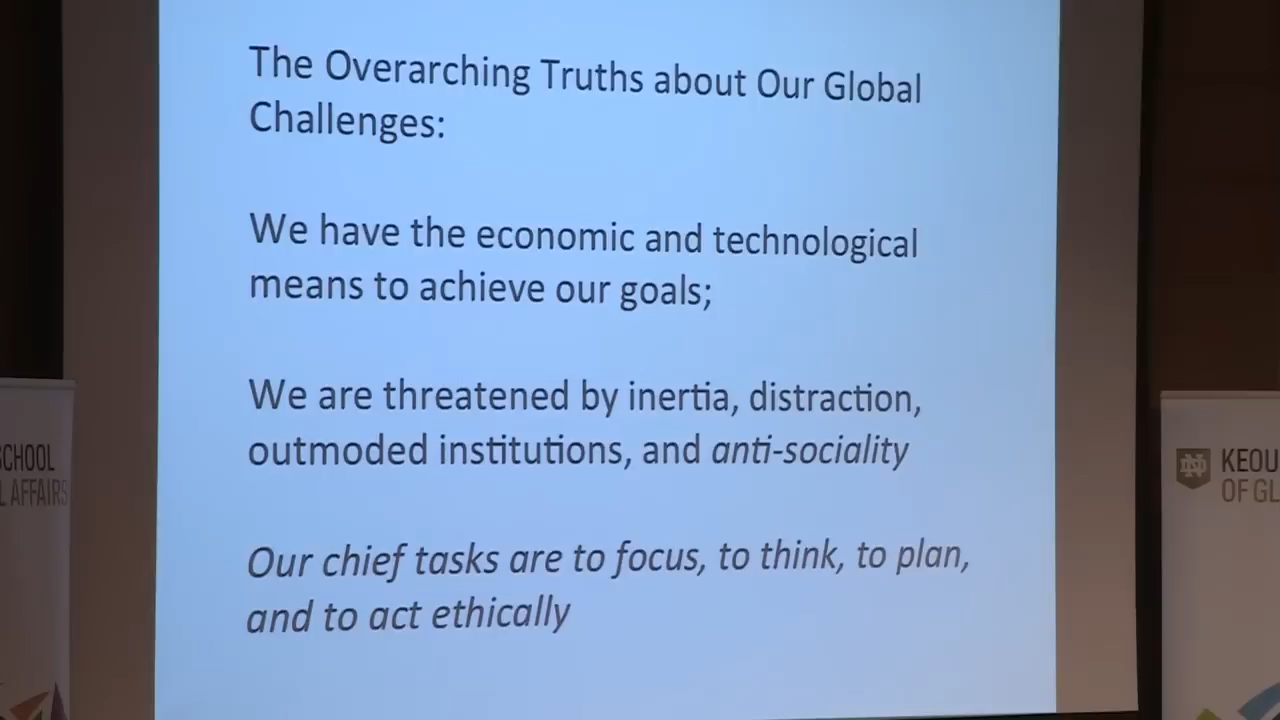 The Overarching Truths about Our Global
Challenges:
We have the economic and technological
means to achieve our goals;
We are threatened by inertia, distraction,
outmoded institutions, and anti-sociality
Our chief tasks are to focus, to think, to plan,
and to act ethically
SCHOOL
AFFAIRS
ND
KEOU
OF GL